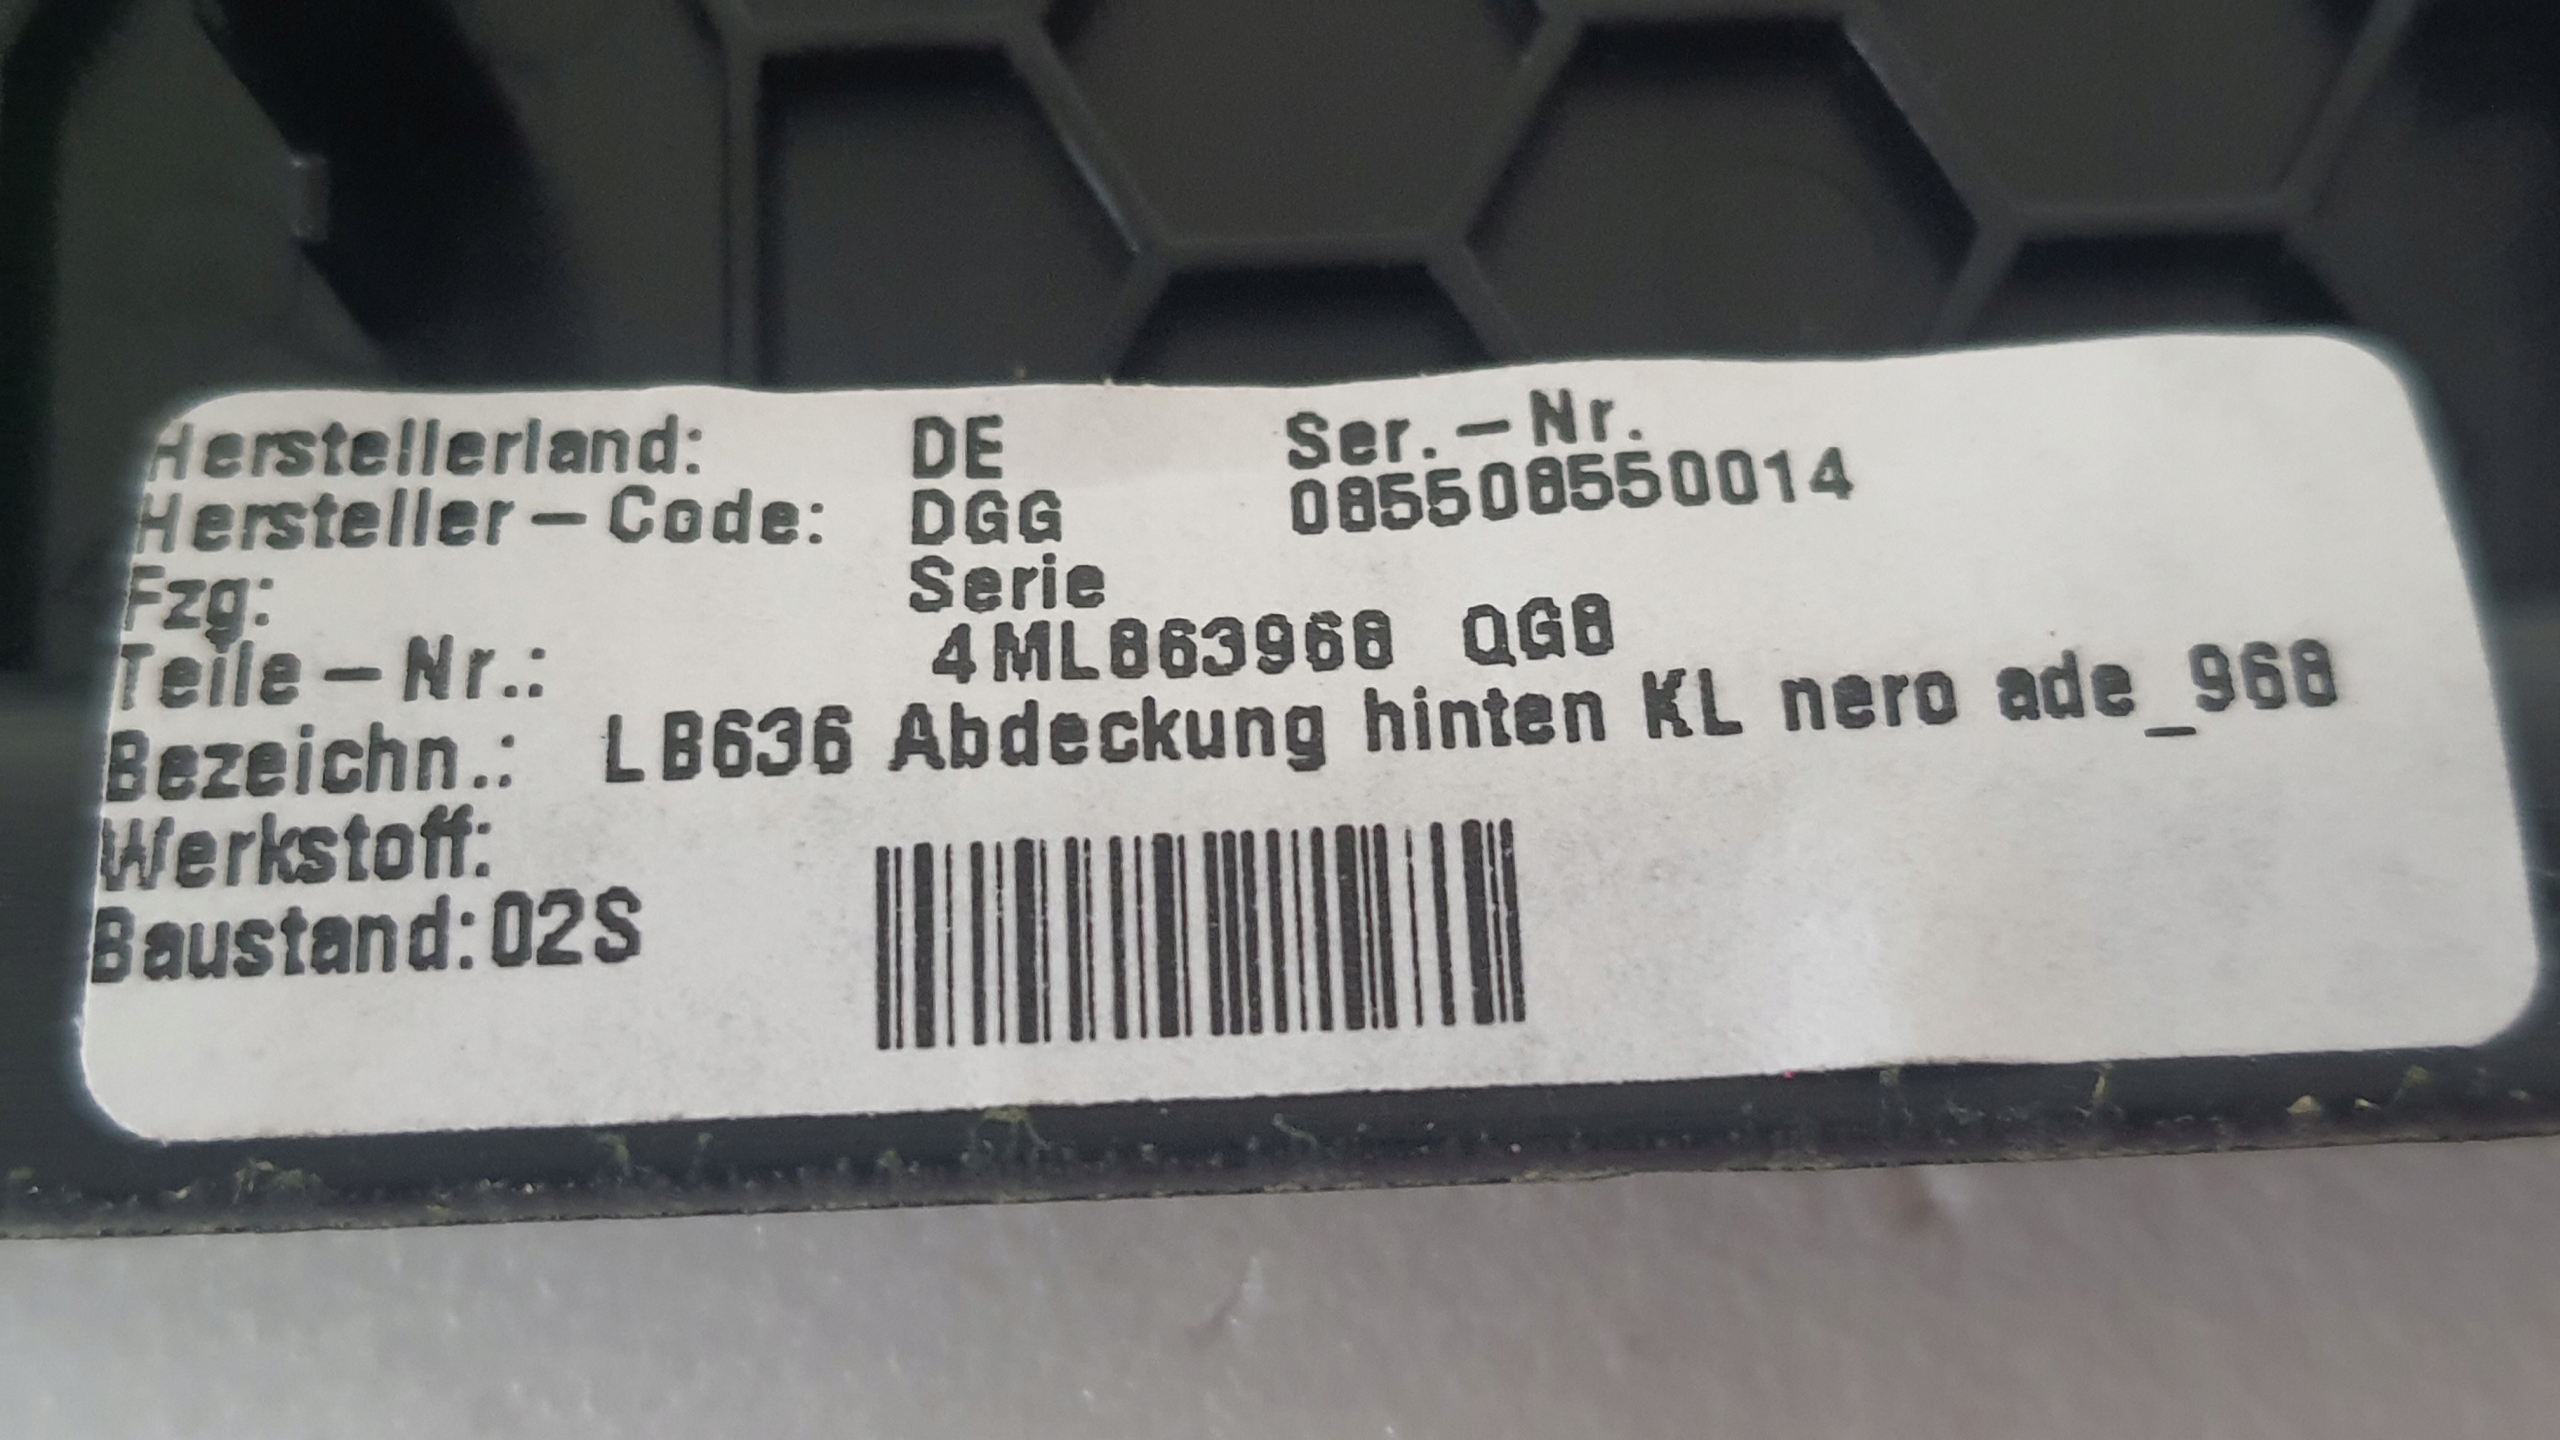 Herstellerland: DE Ser.-Nr.
Hersteller-Code: DGG 085508550014
Fzg: Serie
Teile-Nr.: 4ML863968 QG8
Bezeichn.: LB636 Abdeckung hinten KL nero ade_968
Werkstoff:
Baustand:02S